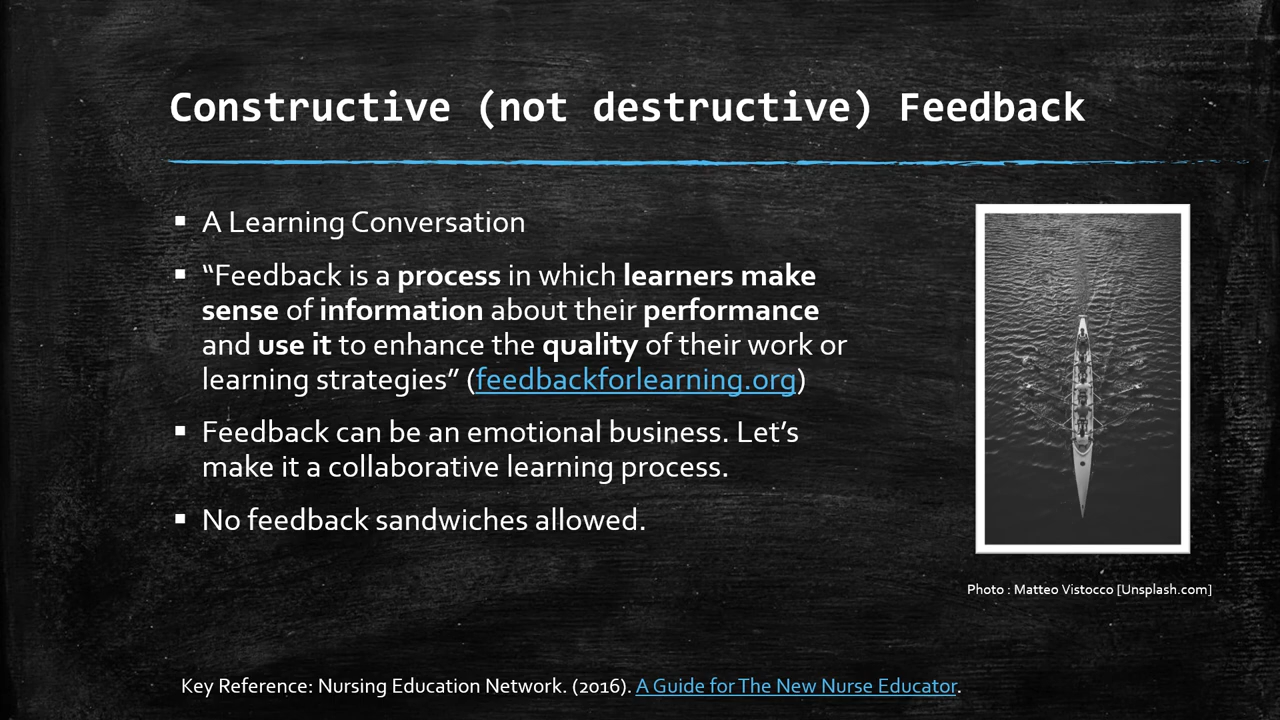 Constructive (not destructive) Feedback
▪ A Learning Conversation
▪ “Feedback is a process in which learners make
sense of information about their performance
and use it to enhance the quality of their work or
learning strategies” (feedbackforlearning.org)
▪ Feedback can be an emotional business. Let’s
make it a collaborative learning process.
▪ No feedback sandwiches allowed.
Photo : Matteo Vistocco [Unsplash.com]
Key Reference: Nursing Education Network. (2016). A Guide for The New Nurse Educator.